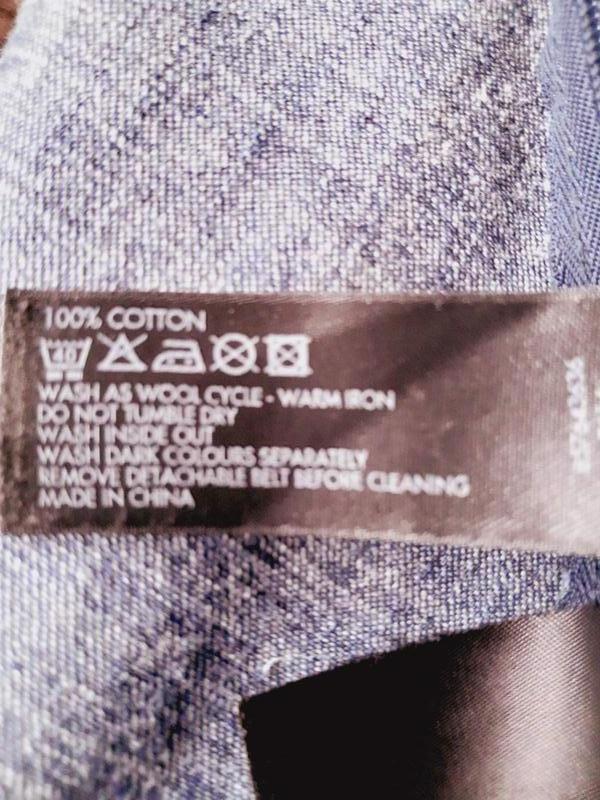 100% COTTON
40
WASH AS WOOL CYCLE - WARM IRON
DO NOT TUMBLE DRY
WASH INSIDE OUT
WASH DARK COLOURS SEPARATELY
REMOVE DETACHABLE BELT BEFORE CLEANING
MADE IN CHINA